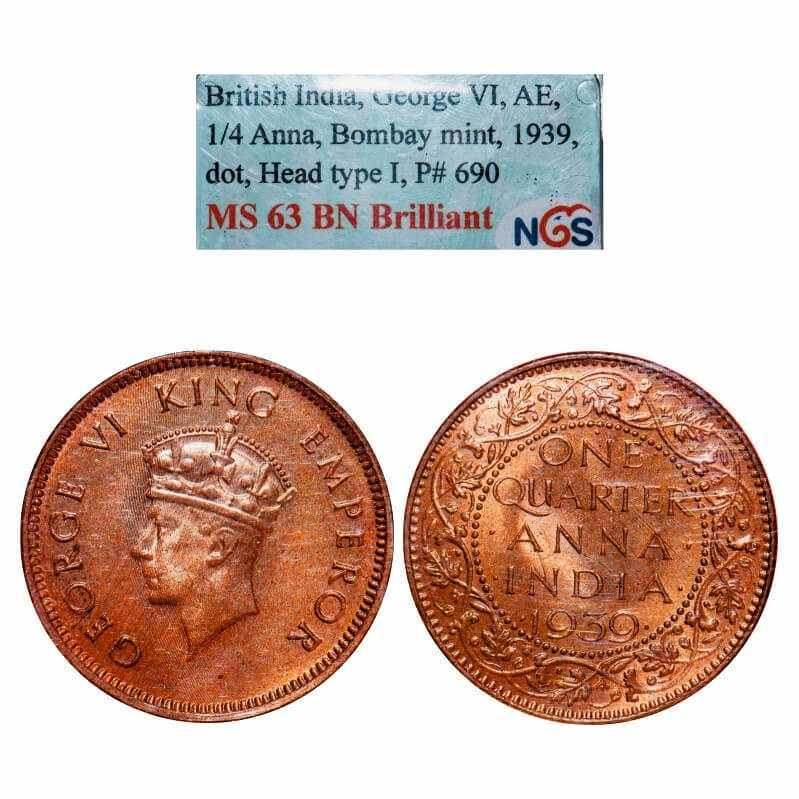 British India, George VI, AE,
1/4 Anna, Bombay mint, 1939,
dot, Head type I, P# 690
MS 63 BN Brilliant
NGS
GEORGE VI KING EMPEROR
ONE
QUARTER
ANNA
·INDIA·
·1939·